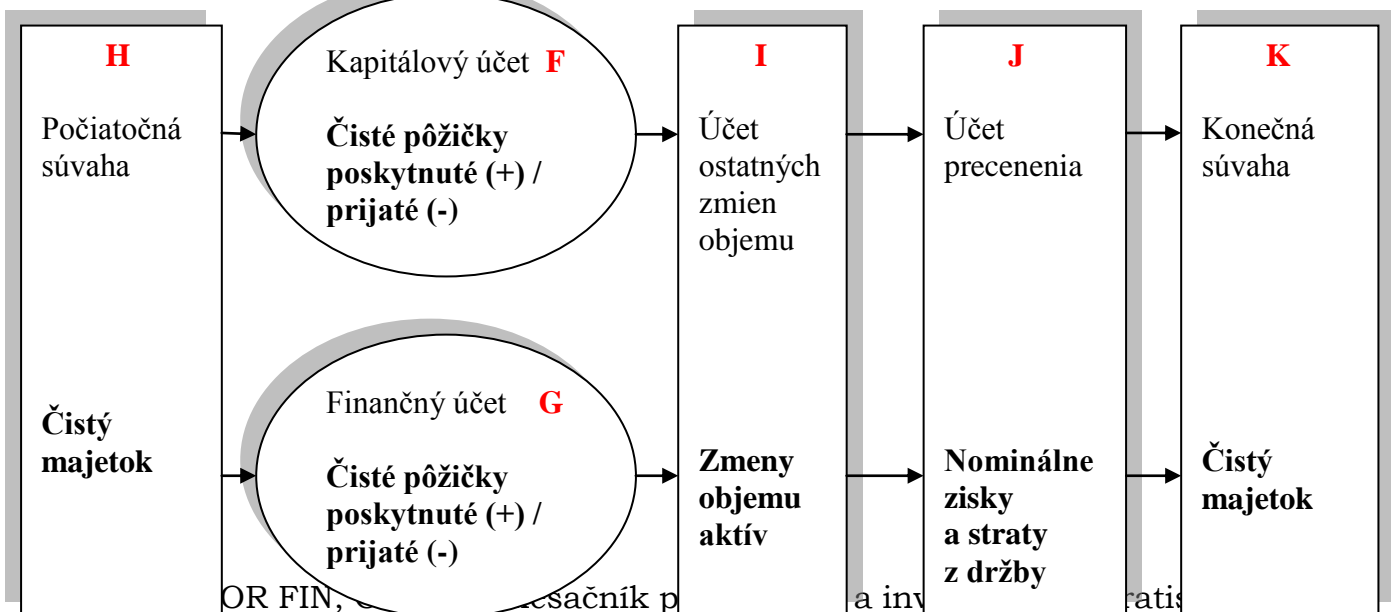 H
Počiatočná
súvaha
Čistý
majetok
Kapitálový účet F
Čisté pôžičky
poskytnuté (+) /
prijaté (-)
Finančný účet G
Čisté pôžičky
poskytnuté (+) /
prijaté (-)
I
Účet
ostatných
zmien
objemu
Zmeny
objemu
aktív
J
Účet
precenenia
Nominálne
zisky
a straty
z držby
K
Konečná
súvaha
Čistý
majetok
OR FIN, a